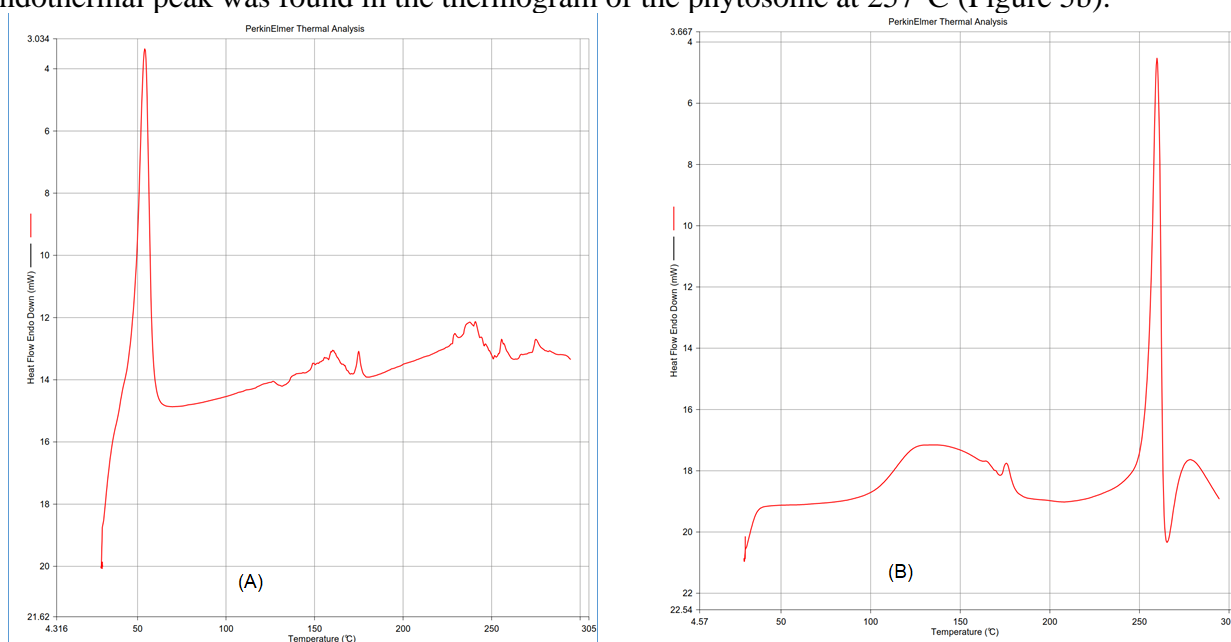 ndothermal peak was found in the thermogram of the phytosome at 257°C (Figure 3b).
PerkinElmer Thermal Analysis
3.034
4
6
8
10
12
14
16
18
20
21.62
Heat Flow Endo Down (mW)
(A)
4.316 50 100 150 200 250 305
Temperature (℃)
PerkinElmer Thermal Analysis
3.667
4
6
8
10
12
14
16
18
20
22
22.54
Heat Flow Endo Down (mW)
(B)
4.57 50 100 150 200 250 30
Temperature (℃)